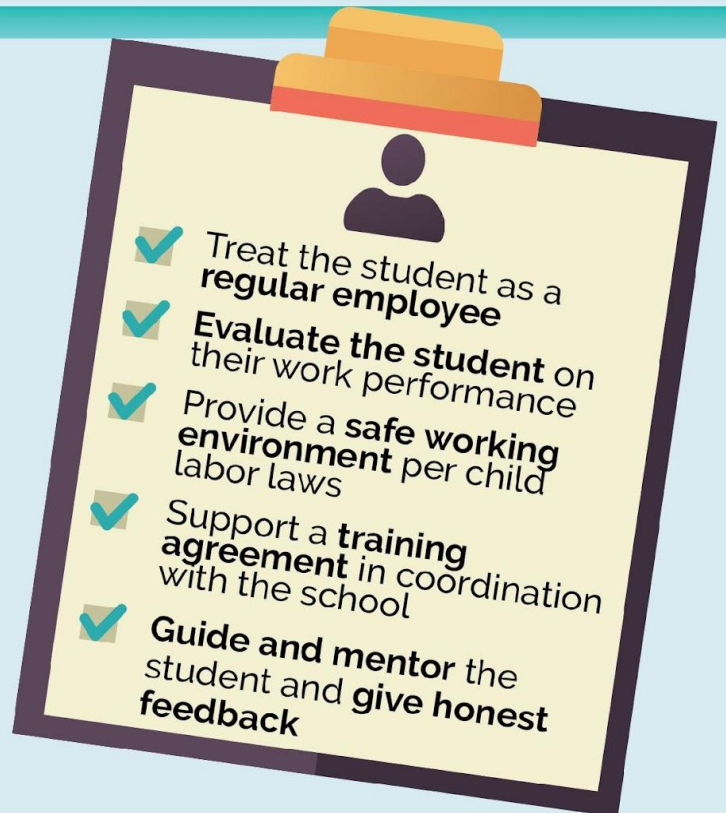 Treat the student as a
regular employee
Evaluate the student on
their work performance
Provide a safe working
environment per child
labor laws
Support a training
agreement in coordination
with the school
Guide and mentor the
student and give honest
feedback